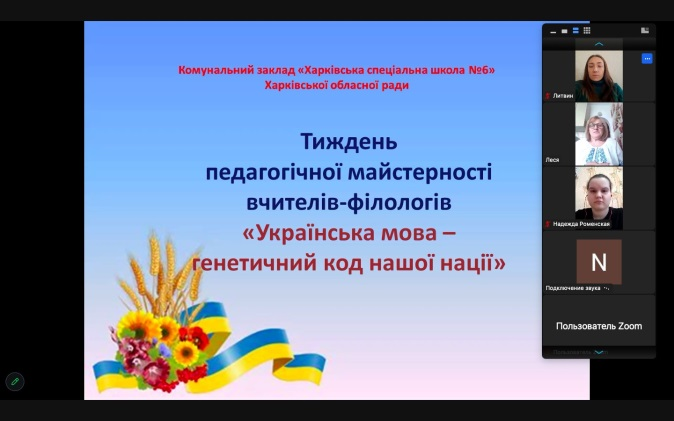 Комунальний заклад «Харківська спеціальна школа №6»
Харківської обласної ради
Тиждень
педагогічної майстерності
вчителів-філологів
«Українська мова –
генетичний код нашої нації»
Литвин
Леся
Надежда Роменская
N
Подключение звука
Пользователь Zoom